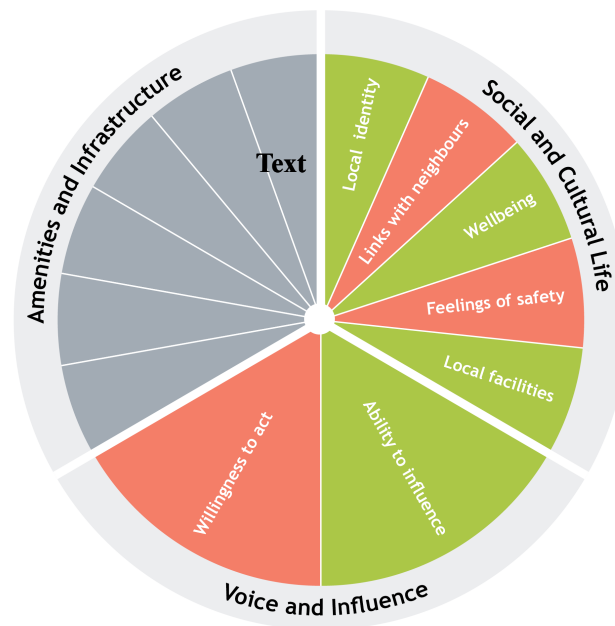 Amenities and Infrastructure
Text
Local identity
Links with neighbours
Wellbeing
Feelings of safety
Local facilities
Social and Cultural Life
Willingness to act
Ability to influence
Voice and Influence